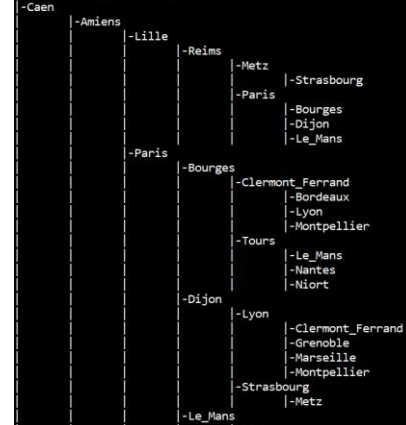 |-Caen
|-Amiens
|-Lille
|-Reims
|-Metz
|-Strasbourg
|-Paris
|-Bourges
|-Dijon
|-Le_Mans
|-Paris
|-Bourges
|-Clermont_Ferrand
|-Bordeaux
|-Lyon
|-Montpellier
|-Tours
|-Le_Mans
|-Nantes
|-Niort
|-Dijon
|-Lyon
|-Clermont_Ferrand
|-Grenoble
|-Marseille
|-Montpellier
|-Strasbourg
|-Metz
|-Le_Mans